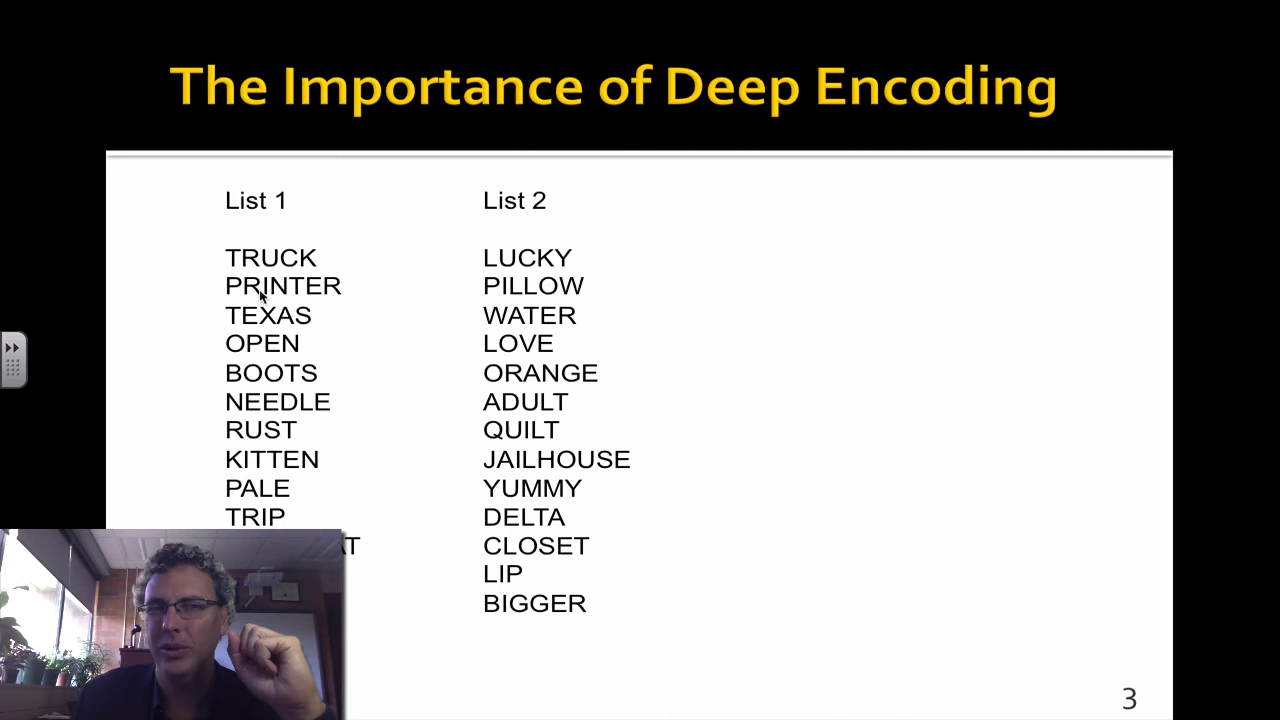 The Importance of Deep Encoding
List 1
TRUCK
PRINTER
TEXAS
OPEN
BOOTS
NEEDLE
RUST
KITTEN
PALE
TRIP
List 2
LUCKY
PILLOW
WATER
LOVE
ORANGE
ADULT
QUILT
JAILHOUSE
YUMMY
DELTA
CLOSET
LIP
BIGGER
3